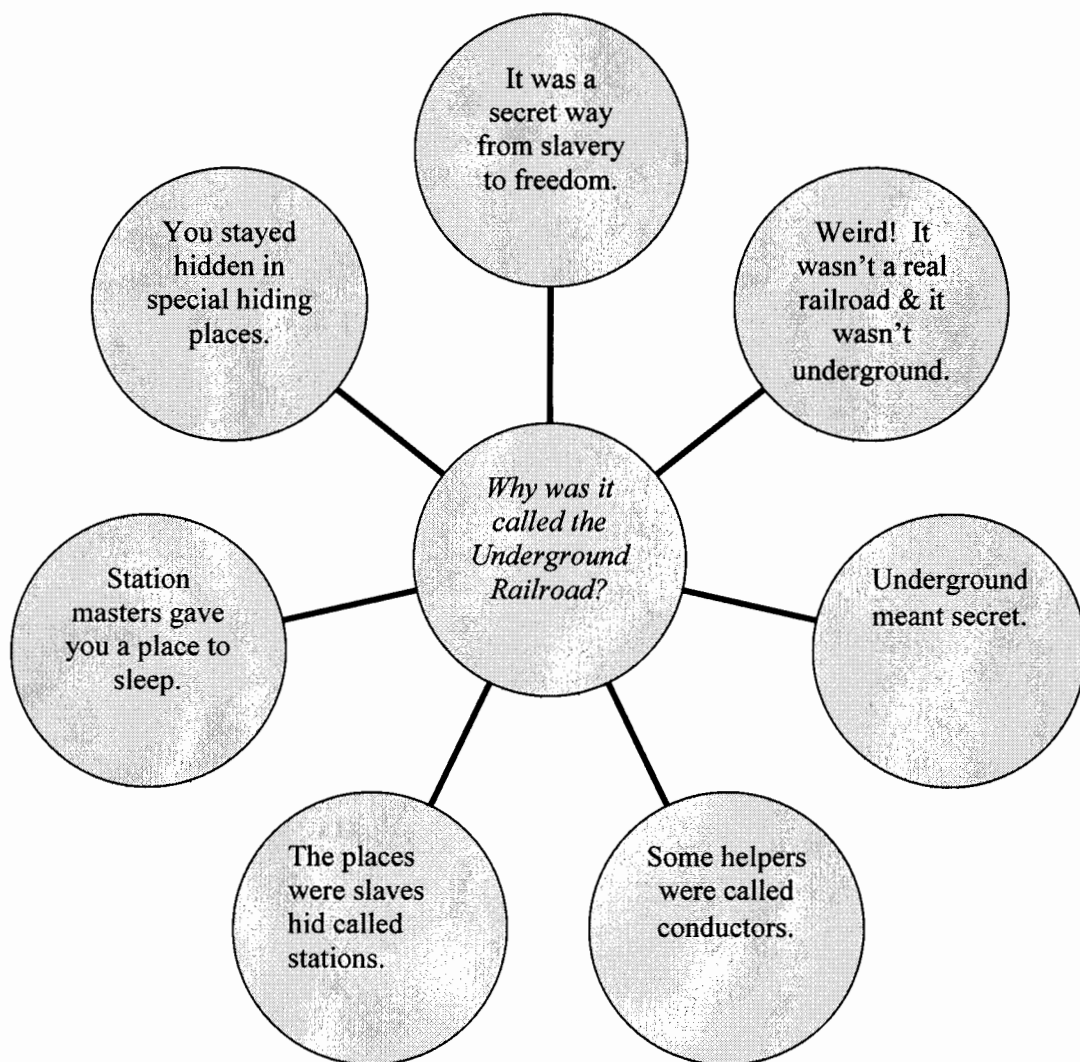 It was a
secret way
from slavery
to freedom.
Weird! It
wasn't a real
railroad & it
wasn't
underground.
Underground
meant secret.
Some helpers
were called
conductors.
The places
were slaves
hid called
stations.
Station
masters gave
you a place to
sleep.
You stayed
hidden in
special hiding
places.
Why was it
called the
Underground
Railroad?